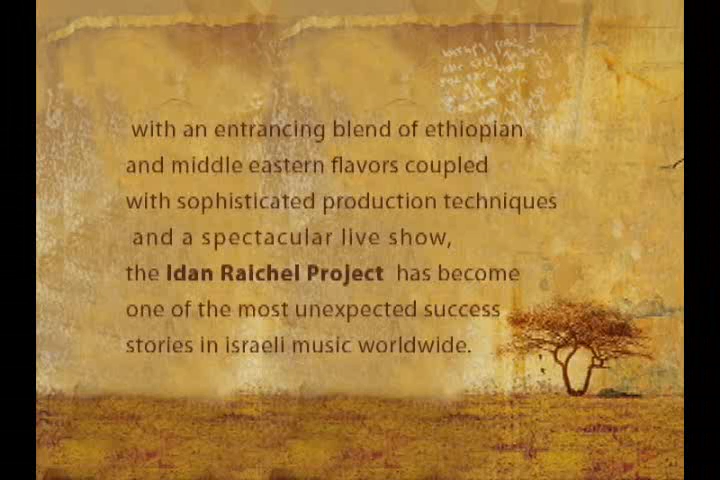 with an entrancing blend of ethiopian
and middle eastern flavors coupled
with sophisticated production techniques
and a spectacular live show,
the Idan Raichel Project has become
one of the most unexpected success
stories in israeli music worldwide.